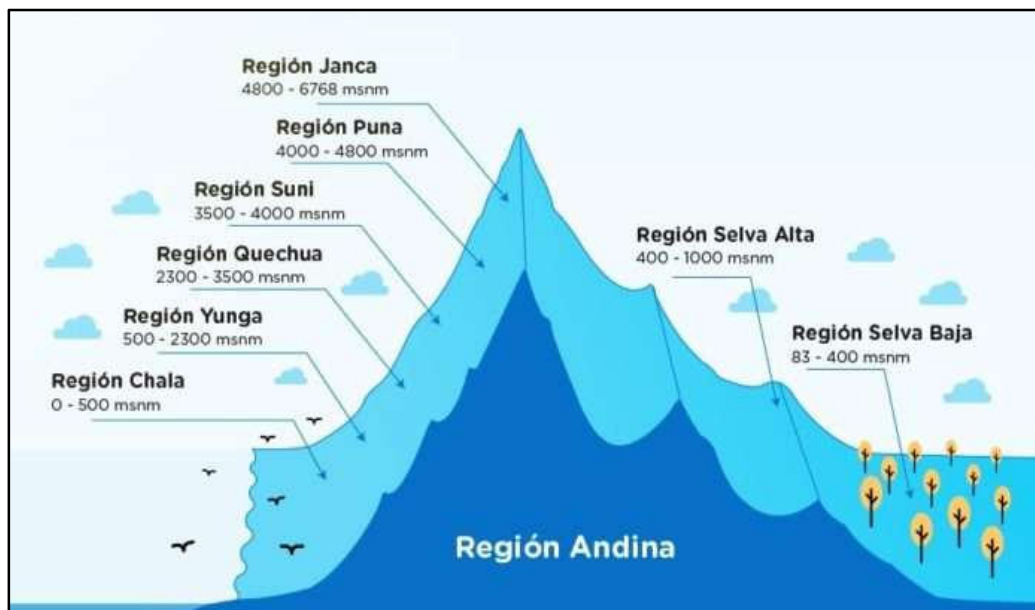 Región Janca
4800 - 6768 msnm
Región Puna
4000 - 4800 msnm
Región Suni
3500 - 4000 msnm
Región Quechua
2300 - 3500 msnm
Región Yunga
500 - 2300 msnm
Región Chala
0 - 500 msnm
Región Selva Alta
400 - 1000 msnm
Región Selva Baja
83 - 400 msnm
Región Andina